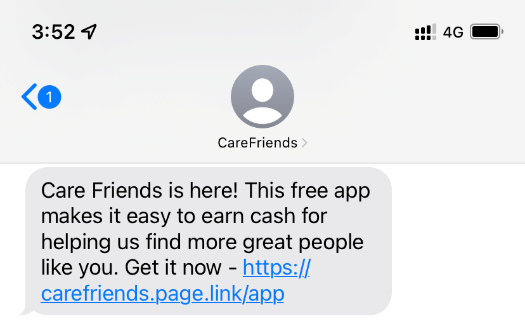 3:52
4G
1
CareFriends
Care Friends is here! This free app
makes it easy to earn cash for
helping us find more great people
like you. Get it now - https://
carefriends.page.link/app